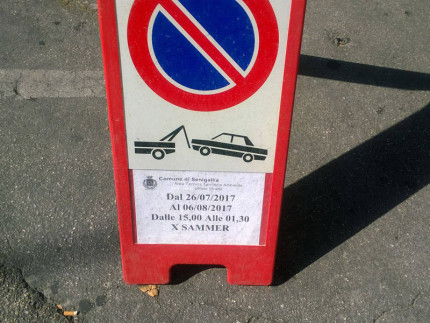 Comune di Senigallia
Dal 26/07/2017
Al 06/08/2017
Dalle 15,00 Alle 01,30
X SAMMER